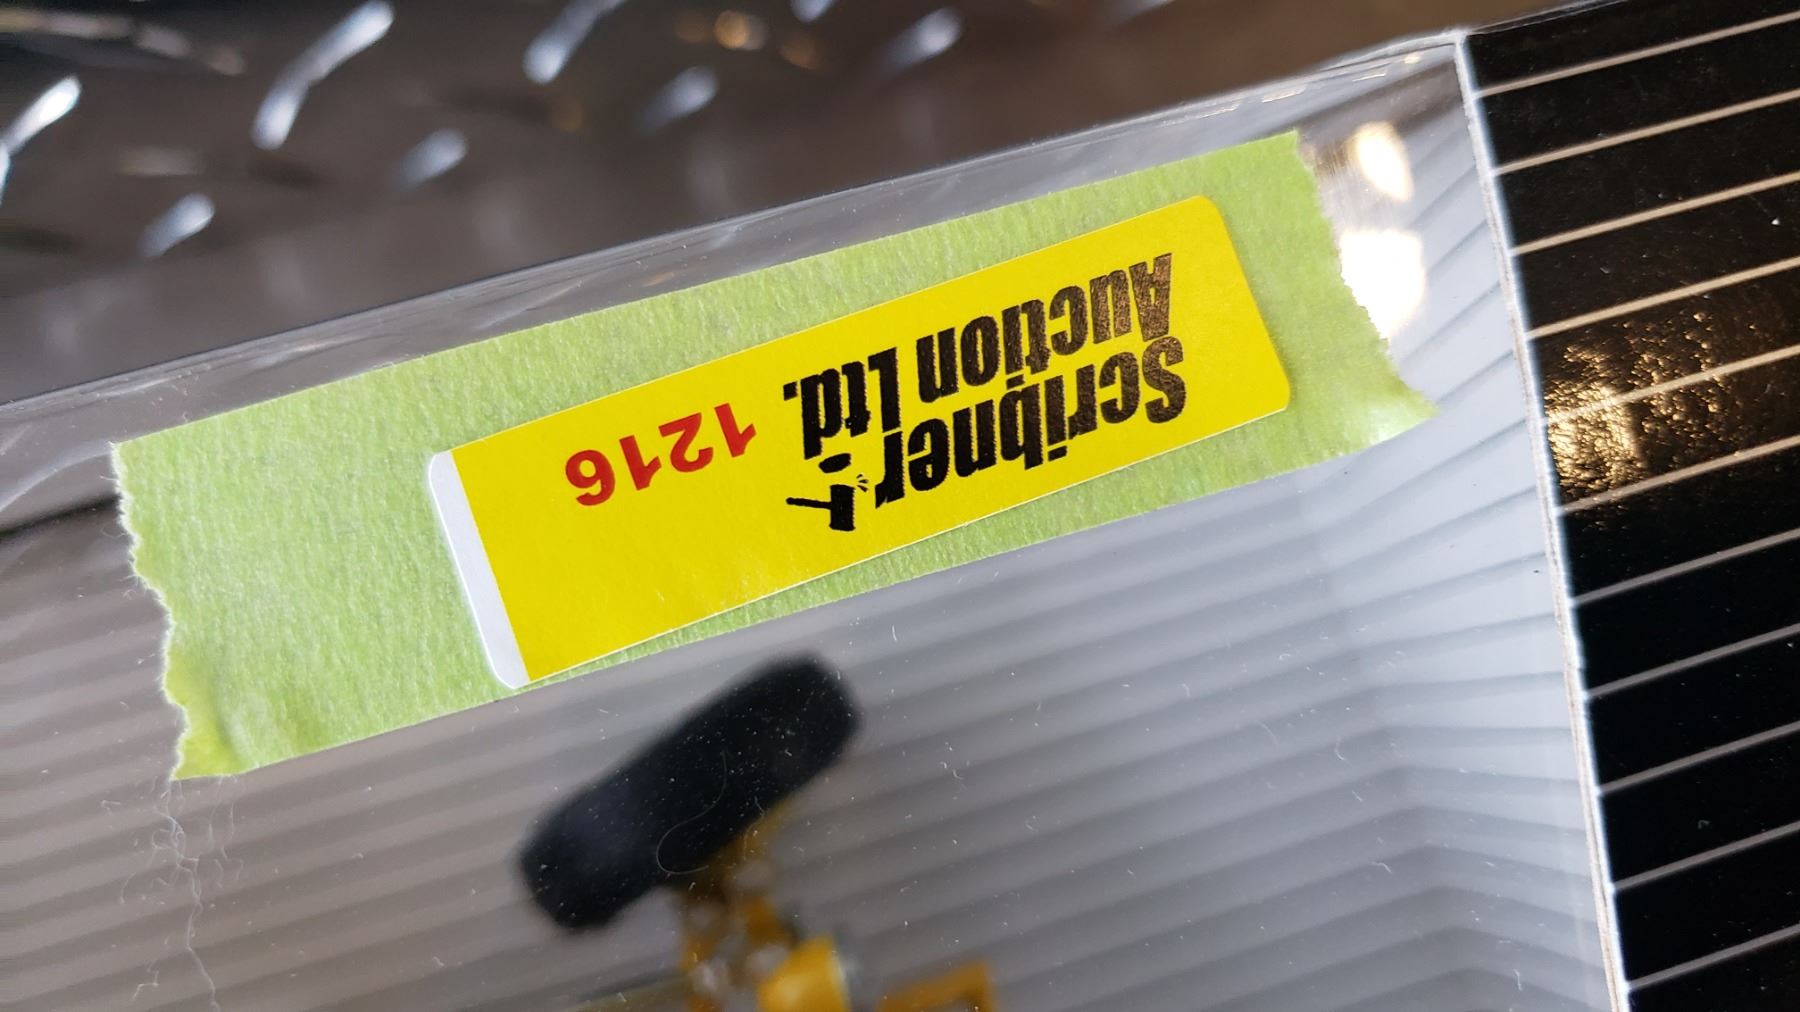 Scribner
Auction Ltd.
1216